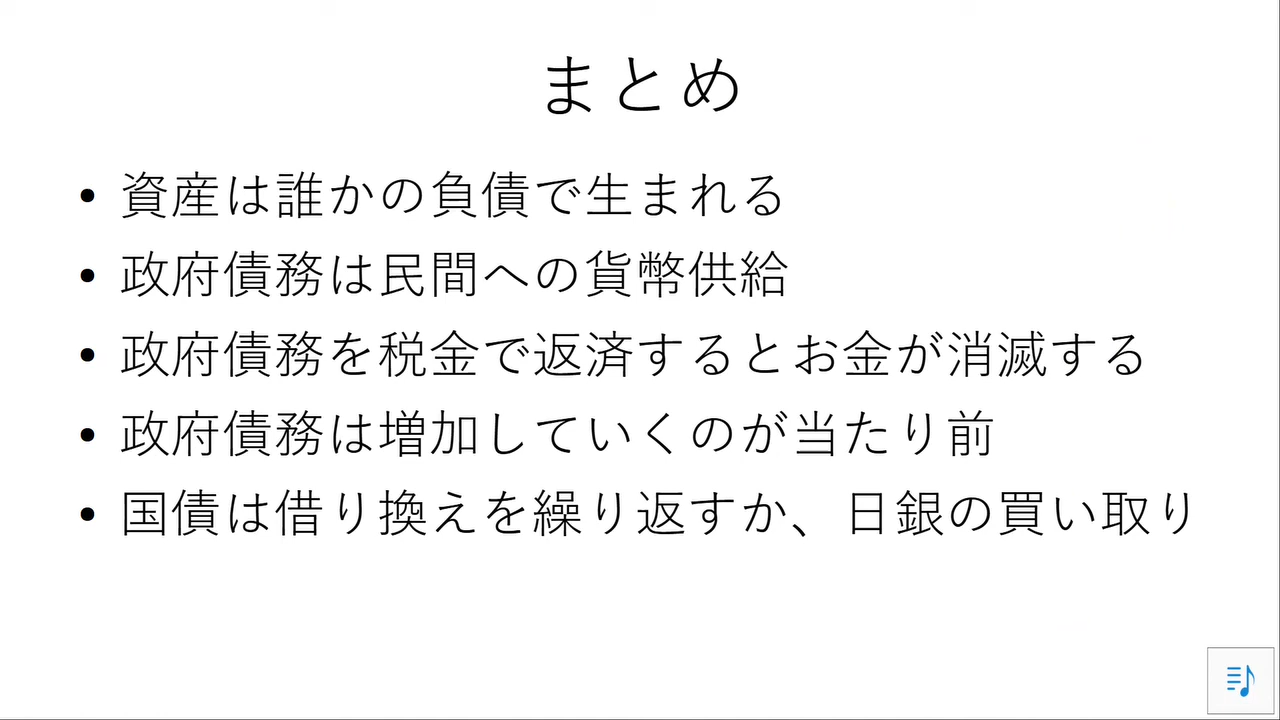 まとめ
• 資産は誰かの負債で生まれる
• 政府債務は民間への貨幣供給
• 政府債務を税金で返済するとお金が消滅する
• 政府債務は増加していくのが当たり前
• 国債は借り換えを繰り返すか、日銀の買い取り